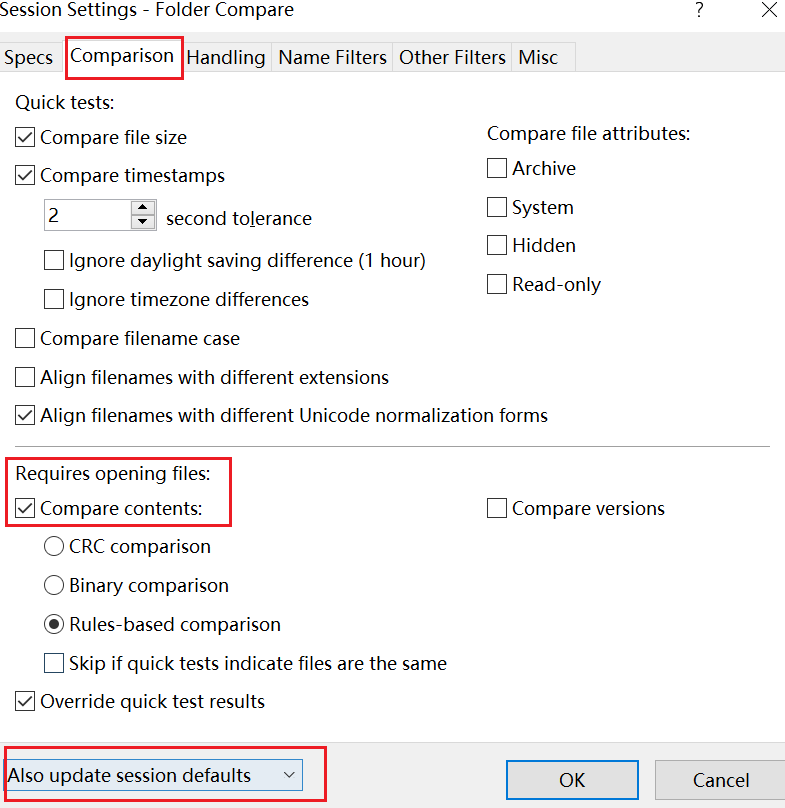 Session Settings - Folder Compare ?
Specs Comparison Handling Name Filters Other Filters Misc
Quick tests:
Compare file size
Compare timestamps
2 second tolerance
Ignore daylight saving difference (1 hour)
Ignore timezone differences
Compare filename case
Align filenames with different extensions
Align filenames with different Unicode normalization forms
Compare file attributes:
Archive
System
Hidden
Read-only
Requires opening files:
Compare contents:
CRC comparison
Binary comparison
Rules-based comparison
Skip if quick tests indicate files are the same
Override quick test results
Compare versions
Also update session defaults
OK
Cancel